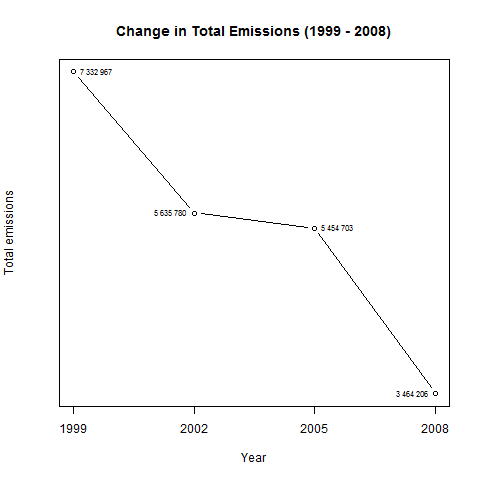 Change in Total Emissions (1999 - 2008)
7 332 967
5 635 780
5 454 703
3 464 206
Total emissions
1999 2002 2005 2008
Year